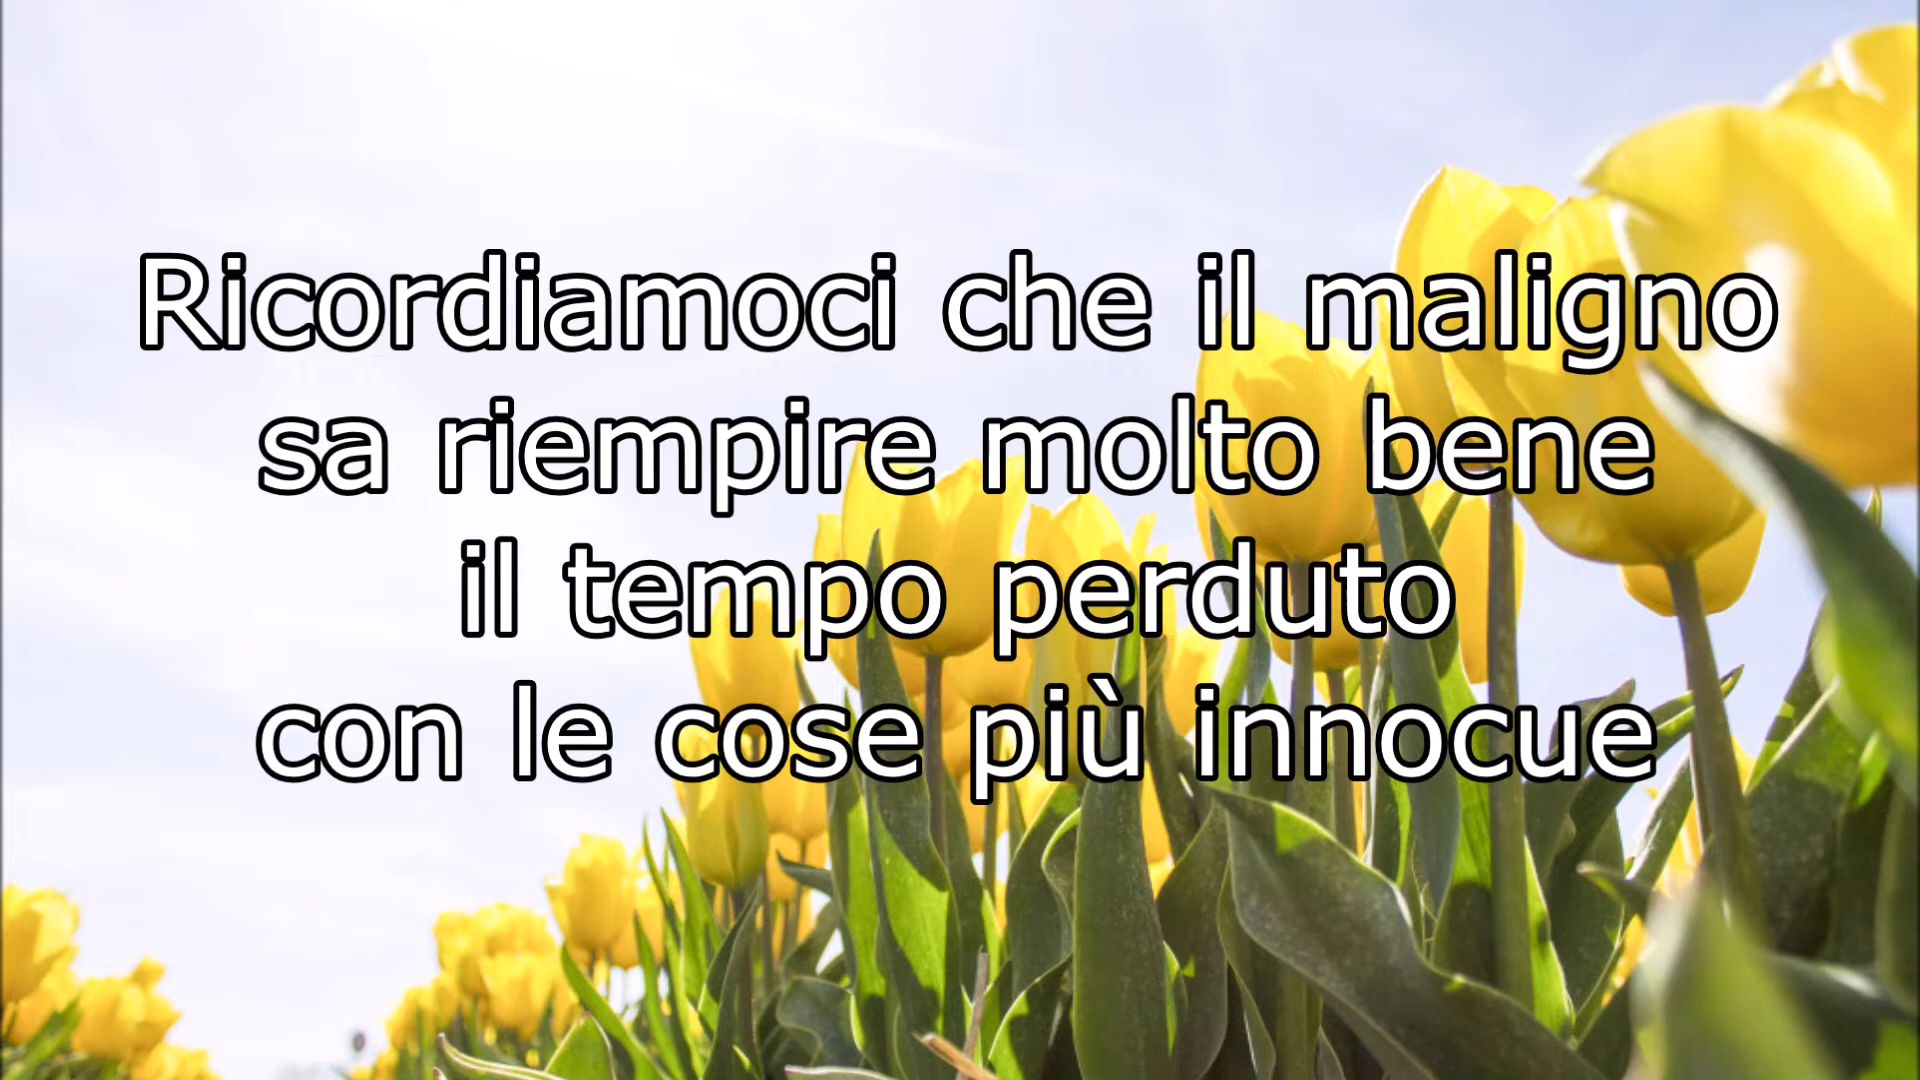 Ricordiamoci che il maligno
sa riempire molto bene
il tempo perduto
con le cose più innocue